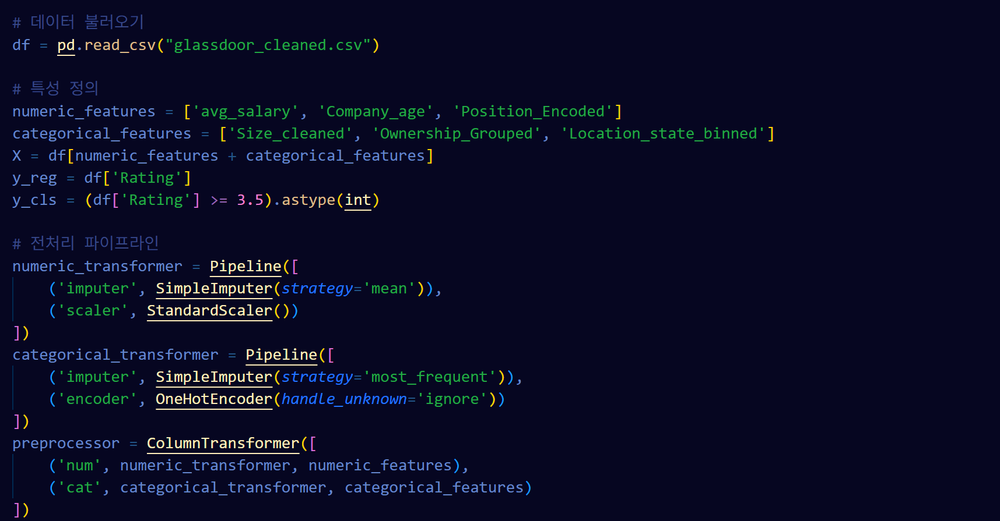 # 데이터 불러오기
df = pd.read_csv("glassdoor_cleaned.csv")
# 특성 정의
numeric_features = ['avg_salary', 'Company_age', 'Position_Encoded']
categorical_features = ['Size_cleaned', 'Ownership_Grouped', 'Location_state_binned']
X = df[numeric_features + categorical_features]
y_reg = df['Rating']
y_cls = (df['Rating'] >= 3.5).astype(int)
# 전처리 파이프라인
numeric_transformer = Pipeline([
    ('imputer', SimpleImputer(strategy='mean')),
    ('scaler', StandardScaler())
])
categorical_transformer = Pipeline([
    ('imputer', SimpleImputer(strategy='most_frequent')),
    ('encoder', OneHotEncoder(handle_unknown='ignore'))
])
preprocessor = ColumnTransformer([
    ('num', numeric_transformer, numeric_features),
    ('cat', categorical_transformer, categorical_features)
])